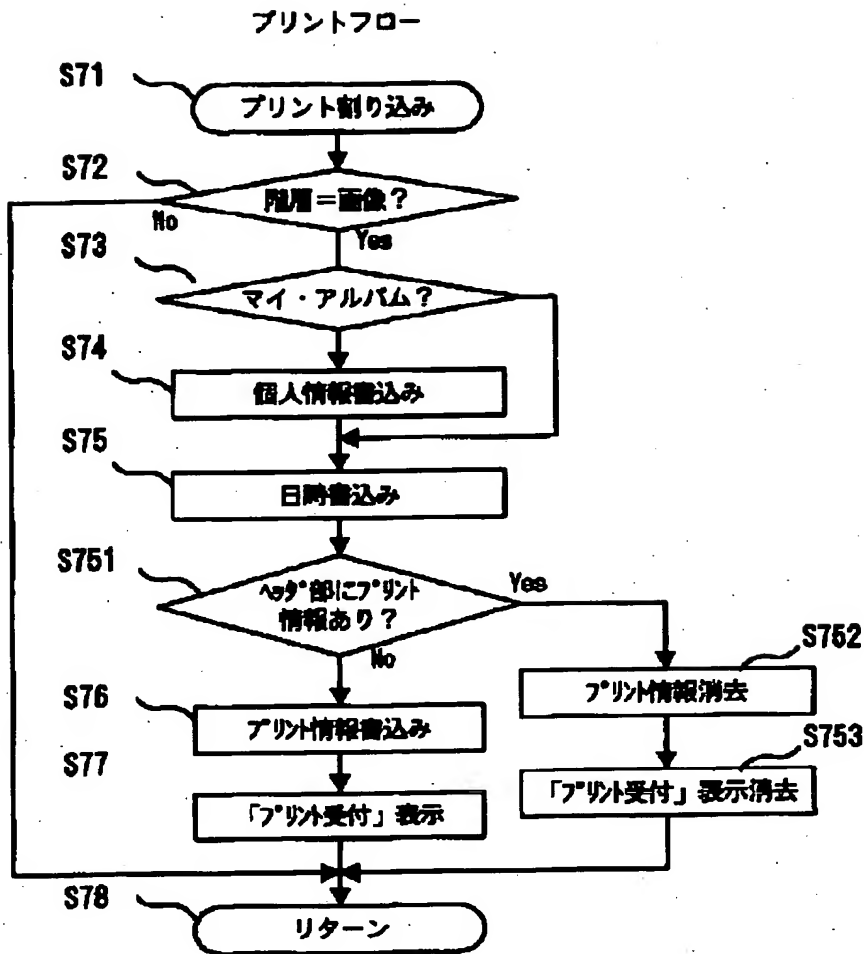 プリントフロー
S71
プリント割り込み
S72
階層=画像?
No
Yes
S73
マイ・アルバム?
S74
個人情報書込み
S75
日時書込み
S751
ヘッダ部にプリント
情報あり?
Yes
No
S752
プリント情報消去
S76
プリント情報書込み
S753
「プリント受付」表示消去
S77
「プリント受付」表示
S78
リターン